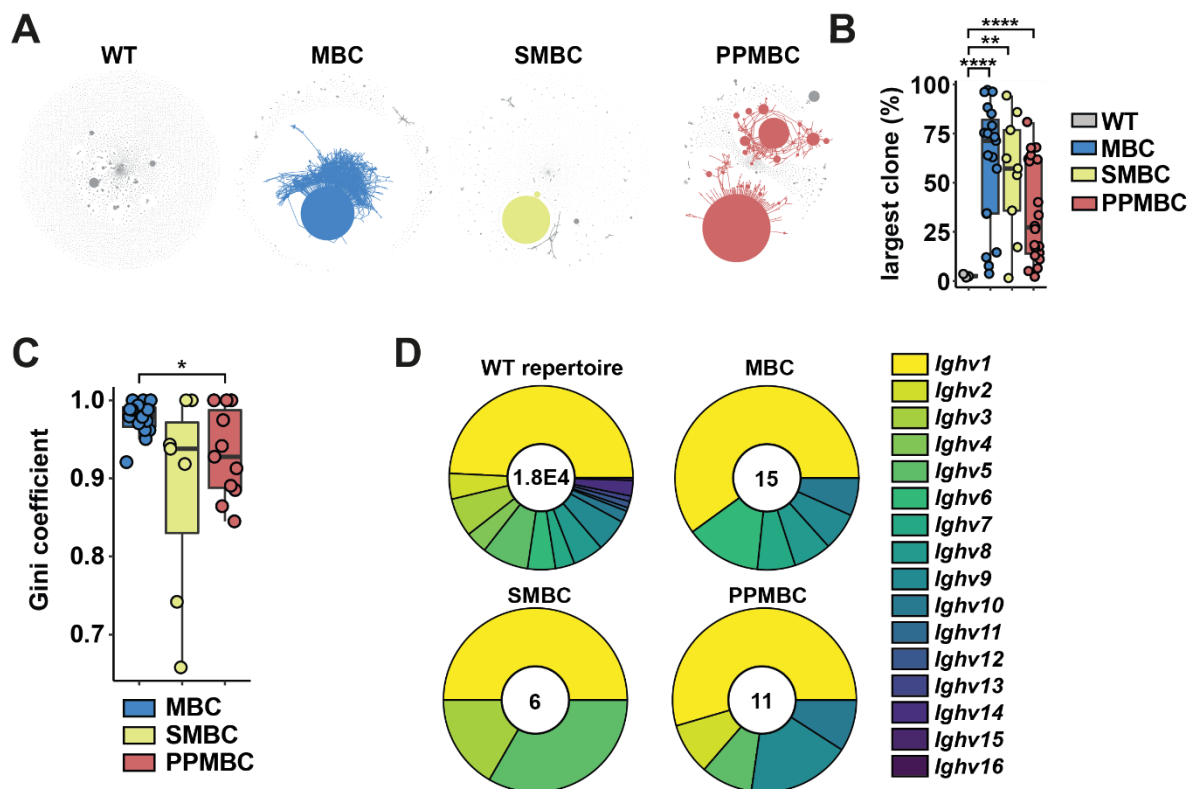 A
WT
MBC
SMBC
PPMBC
B
****
**
****
100
75
50
25
0
largest clone (%)
WT
MBC
SMBC
PPMBC
C
*
1.0
0.9
0.8
0.7
Gini coefficient
MBC
SMBC
PPMBC
D
WT repertoire
1.8E4
MBC
15
SMBC
6
PPMBC
11
Ighv1
Ighv2
Ighv3
Ighv4
Ighv5
Ighv6
Ighv7
Ighv8
Ighv9
Ighv10
Ighv11
Ighv12
Ighv13
Ighv14
Ighv15
Ighv16